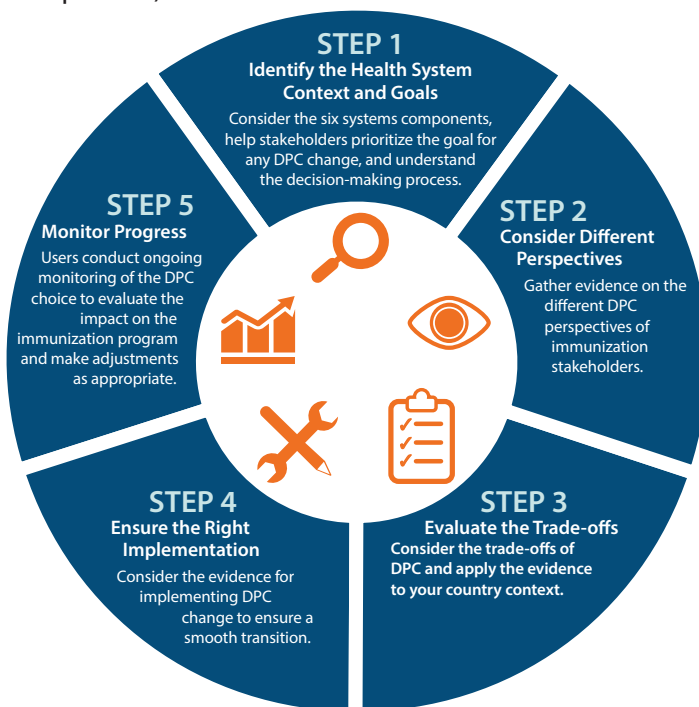 STEP 1
Identify the Health System
Context and Goals
Consider the six systems components,
help stakeholders prioritize the goal for
any DPC change, and understand
the decision-making process.
STEP 2
Consider Different
Perspectives
Gather evidence on the
different DPC
perspectives of
immunization
stakeholders.
STEP 3
Evaluate the Trade-offs
Consider the trade-offs of
DPC and apply the evidence
to your country context.
STEP 4
Ensure the Right
Implementation
Consider the evidence for
implementing DPC
change to ensure a
smooth transition.
STEP 5
Monitor Progress
Users conduct ongoing
monitoring of the DPC
choice to evaluate the
impact on the
immunization program
and make adjustments
as appropriate.